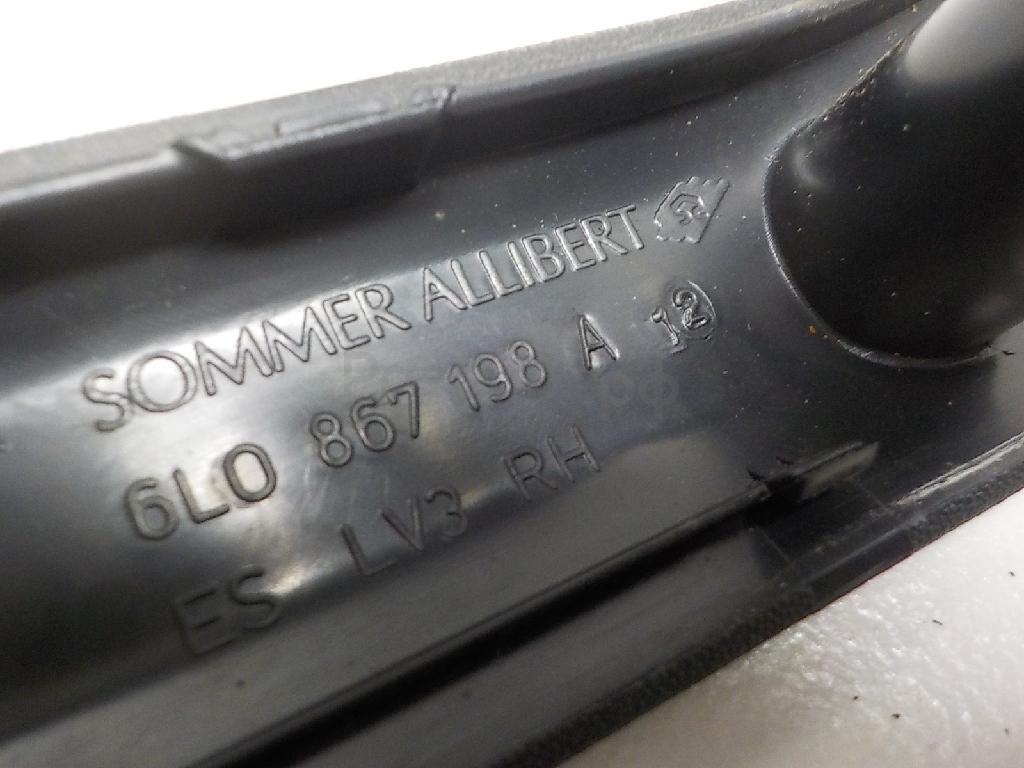 SOMMER ALLIBERT
6L0 867 198 A 12
ES LV3 RH